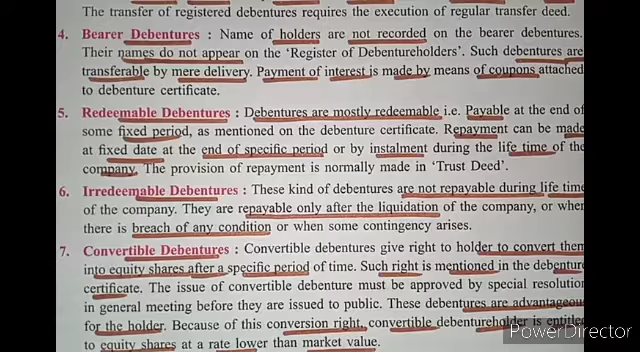 The transfer of registered debentures requires the execution of regular transfer deed.
4. Bearer Debentures : Name of holders are not recorded on the bearer debentures.
Their names do not appear on the ‘Register of Debentureholders’. Such debentures are
transferable by mere delivery. Payment of interest is made by means of coupons attached
to debenture certificate.
5. Redeemable Debentures : Debentures are mostly redeemable i.e. Payable at the end of
some fixed period, as mentioned on the debenture certificate. Repayment can be made
at fixed date at the end of specific period or by instalment during the life time of the
company. The provision of repayment is normally made in ‘Trust Deed’.
6. Irredeemable Debentures : These kind of debentures are not repayable during life time
of the company. They are repayable only after the liquidation of the company, or when
there is breach of any condition or when some contingency arises.
7. Convertible Debentures : Convertible debentures give right to holder to convert them
into equity shares after a specific period of time. Such right is mentioned in the debenture
certificate. The issue of convertible debenture must be approved by special resolution
in general meeting before they are issued to public. These debentures are advantageous
for the holder. Because of this conversion right, convertible debentureholder is entitled
to equity shares at a rate lower than market value.
PowerDirector